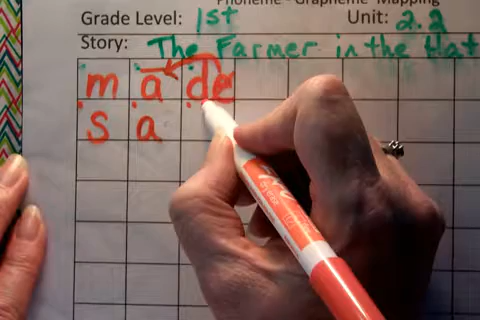 Phoneme - Grapheme Mapping
Grade Level: 1st Unit: 2.2
Story: The Farmer in the Hat
m a de
s a